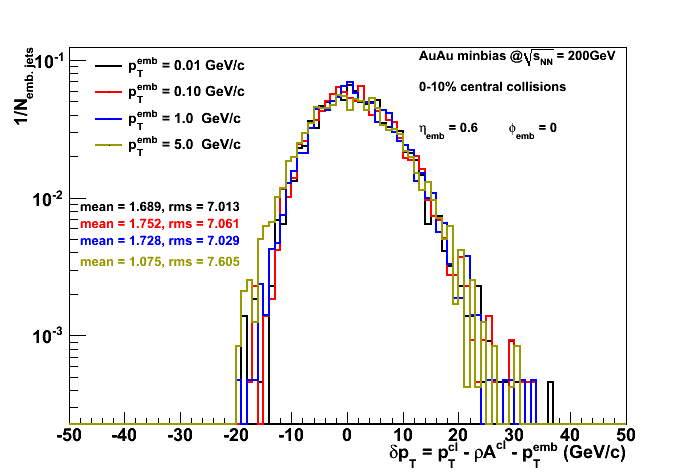 AuAu minbias @√s_NN = 200GeV
0-10% central collisions
η_emb = 0.6 ϕ_emb = 0
p_T^emb = 0.01 GeV/c
p_T^emb = 0.10 GeV/c
p_T^emb = 1.0 GeV/c
p_T^emb = 5.0 GeV/c
mean = 1.689, rms = 7.013
mean = 1.752, rms = 7.061
mean = 1.728, rms = 7.029
mean = 1.075, rms = 7.605
1/N_emb. jets
10^-1
10^-2
10^-3
-50 -40 -30 -20 -10 0 10 20 30 40 50
δp_T = p_T^cl - ρA^cl - p_T^emb (GeV/c)